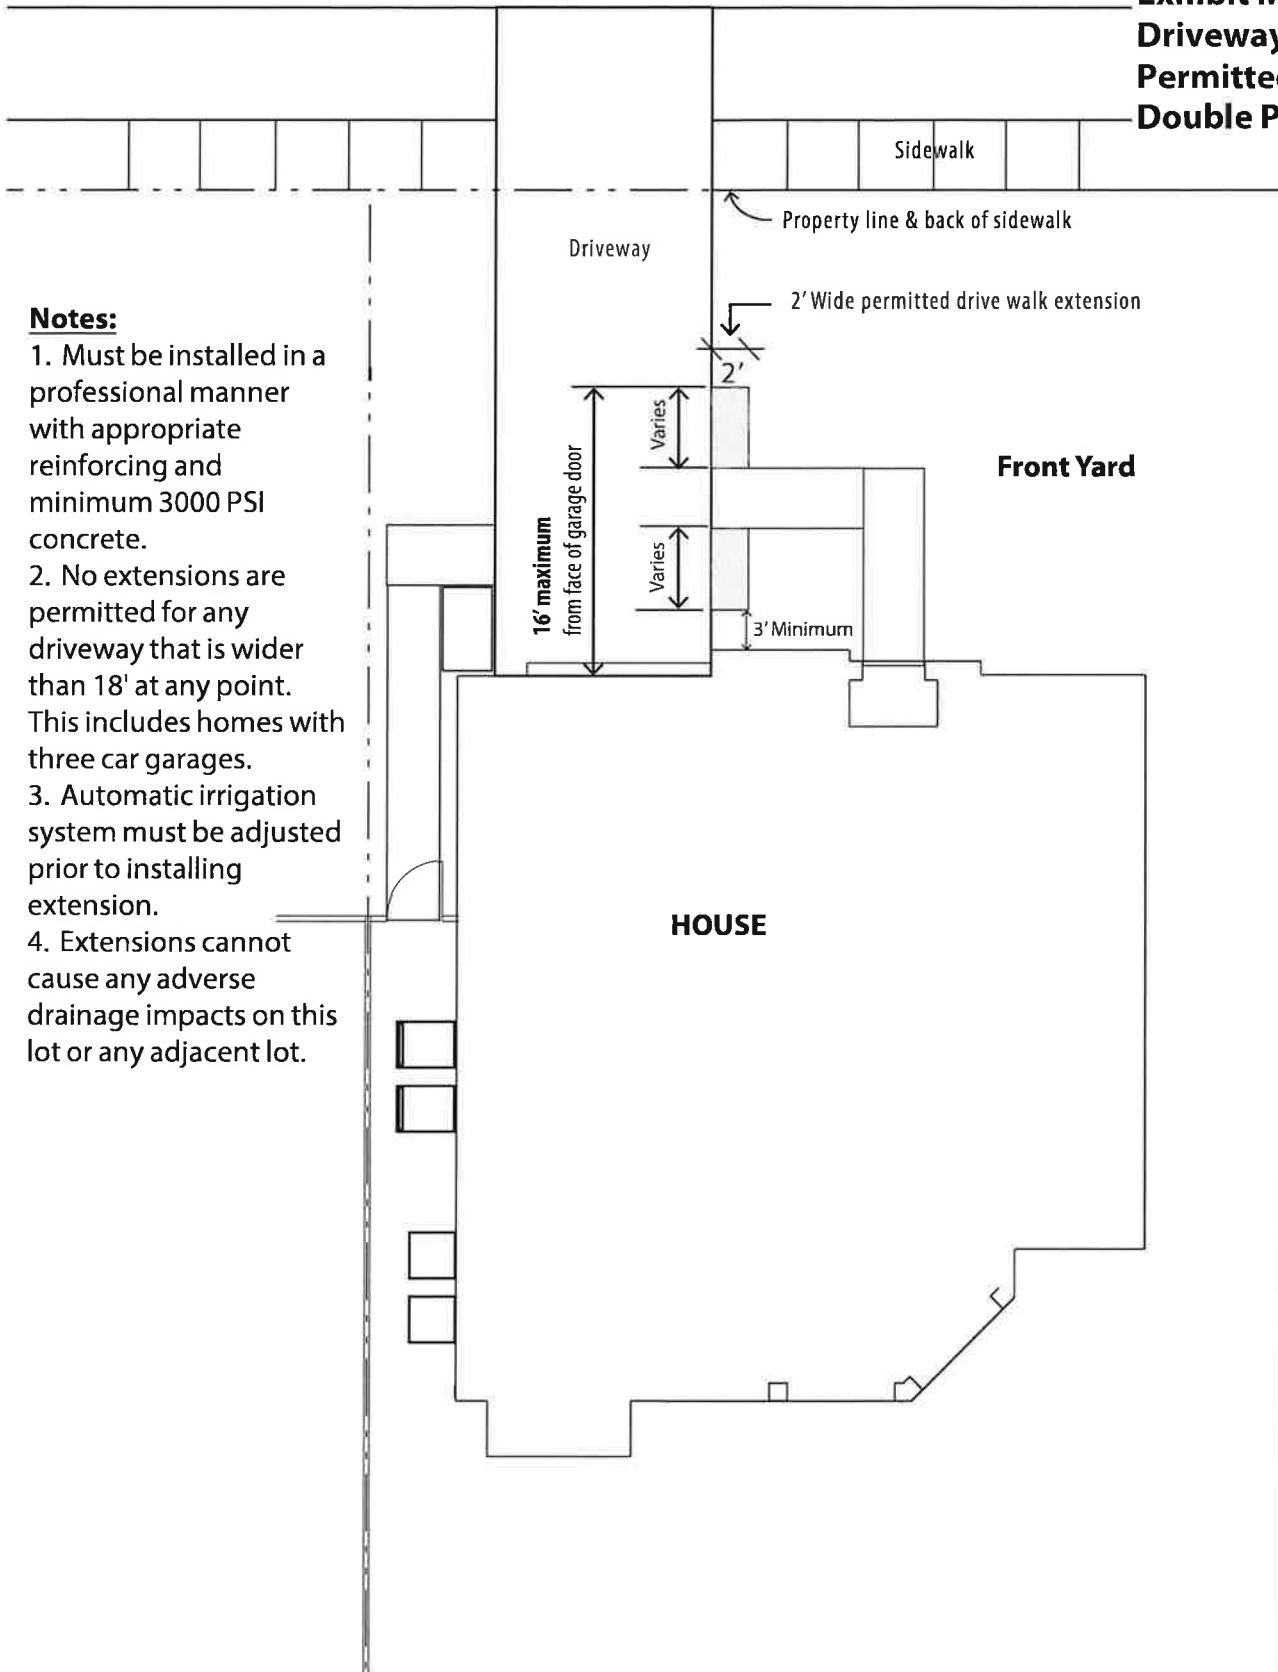 Driveway
Permitted
Double P
Sidewalk
Property line & back of sidewalk
Driveway
2' Wide permitted drive walk extension
2'
Notes:
1. Must be installed in a
professional manner
with appropriate
reinforcing and
minimum 3000 PSI
concrete.
2. No extensions are
permitted for any
driveway that is wider
than 18' at any point.
This includes homes with
three car garages.
3. Automatic irrigation
system must be adjusted
prior to installing
extension.
4. Extensions cannot
cause any adverse
drainage impacts on this
lot or any adjacent lot.
Varies
Front Yard
16' maximum
from face of garage door
Varies
3' Minimum
HOUSE